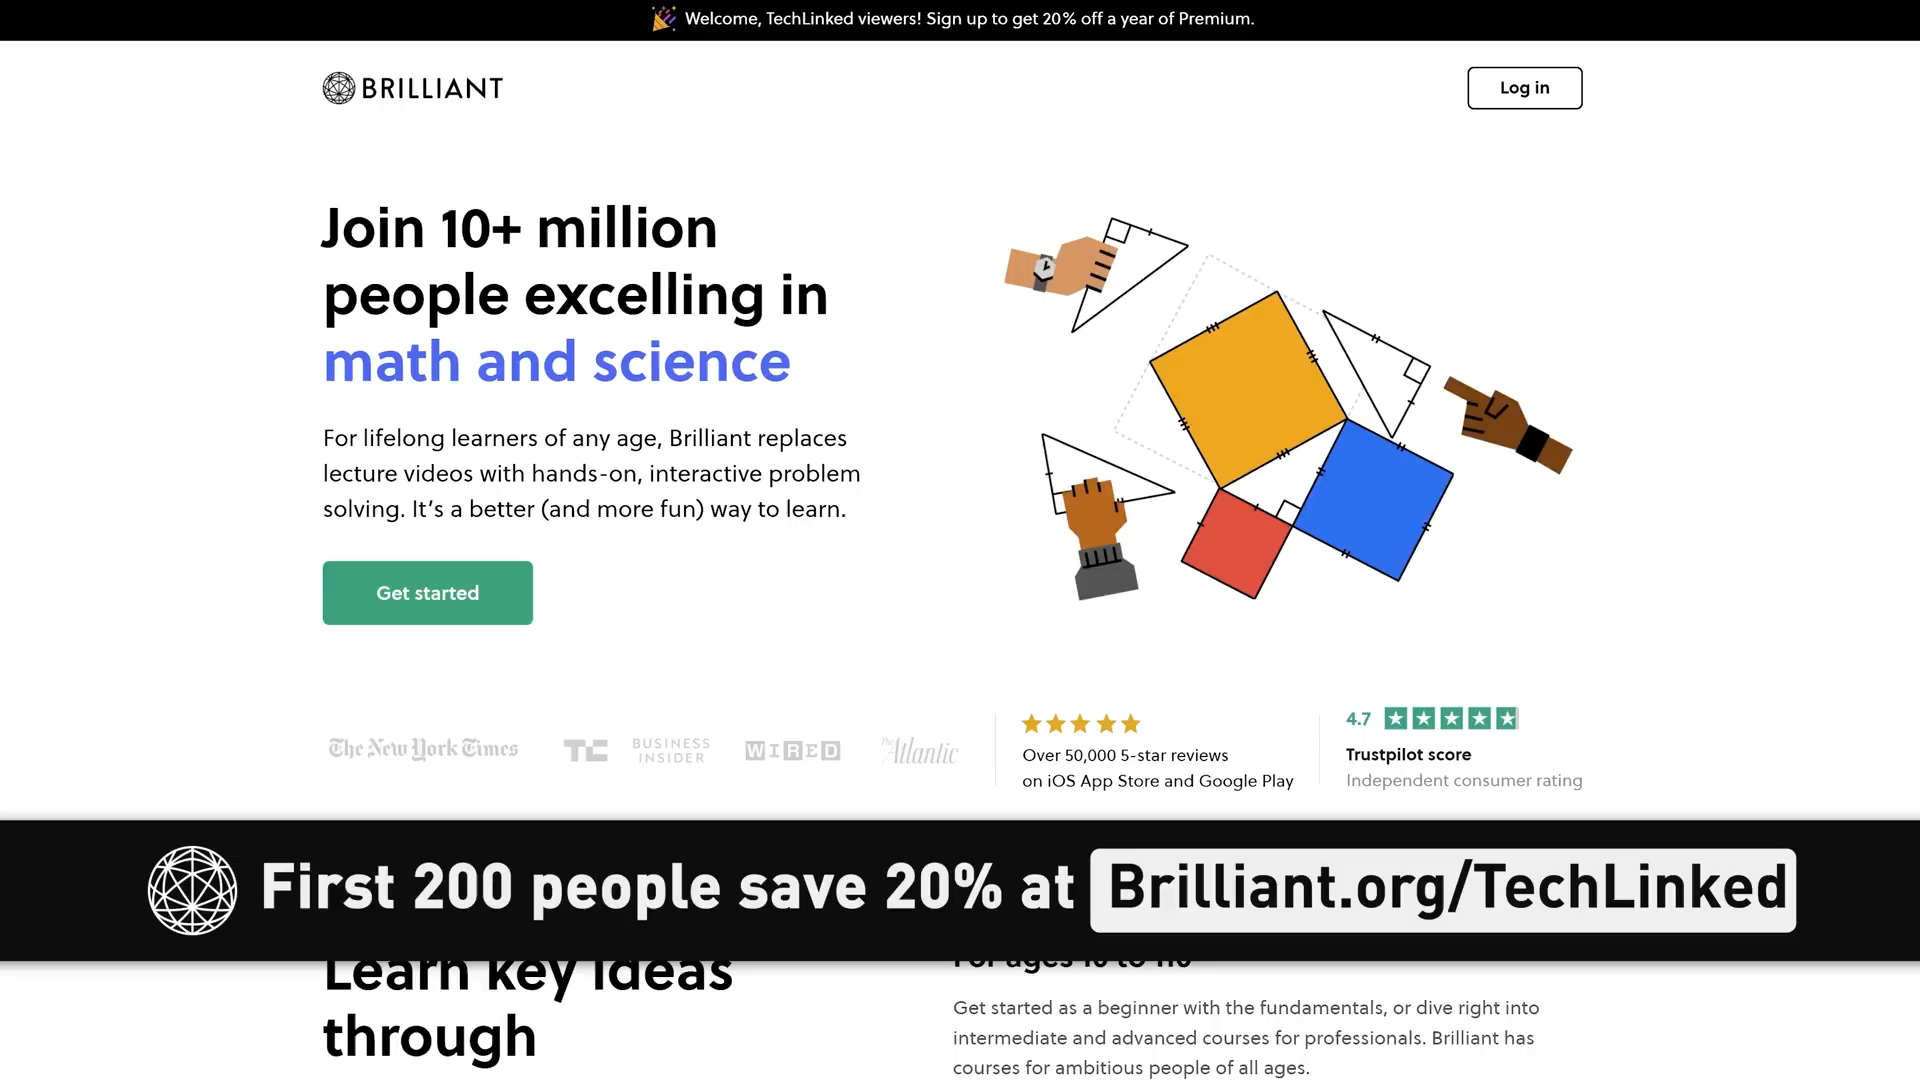 Welcome, TechLinked viewers! Sign up to get 20% off a year of Premium.
BRILLIANT
Log in
Join 10+ million
people excelling in
math and science
For lifelong learners of any age, Brilliant replaces
lecture videos with hands-on, interactive problem
solving. It’s a better (and more fun) way to learn.
Get started
The New York Times
TC
BUSINESS
INSIDER
WIRED
The Atlantic
Over 50,000 5-star reviews
on iOS App Store and Google Play
4.7
Trustpilot score
Independent consumer rating
First 200 people save 20% at Brilliant.org/TechLinked
Learn key ideas
through
For ages 10 to 110
Get started as a beginner with the fundamentals, or dive right into
intermediate and advanced courses for professionals. Brilliant has
courses for ambitious people of all ages.